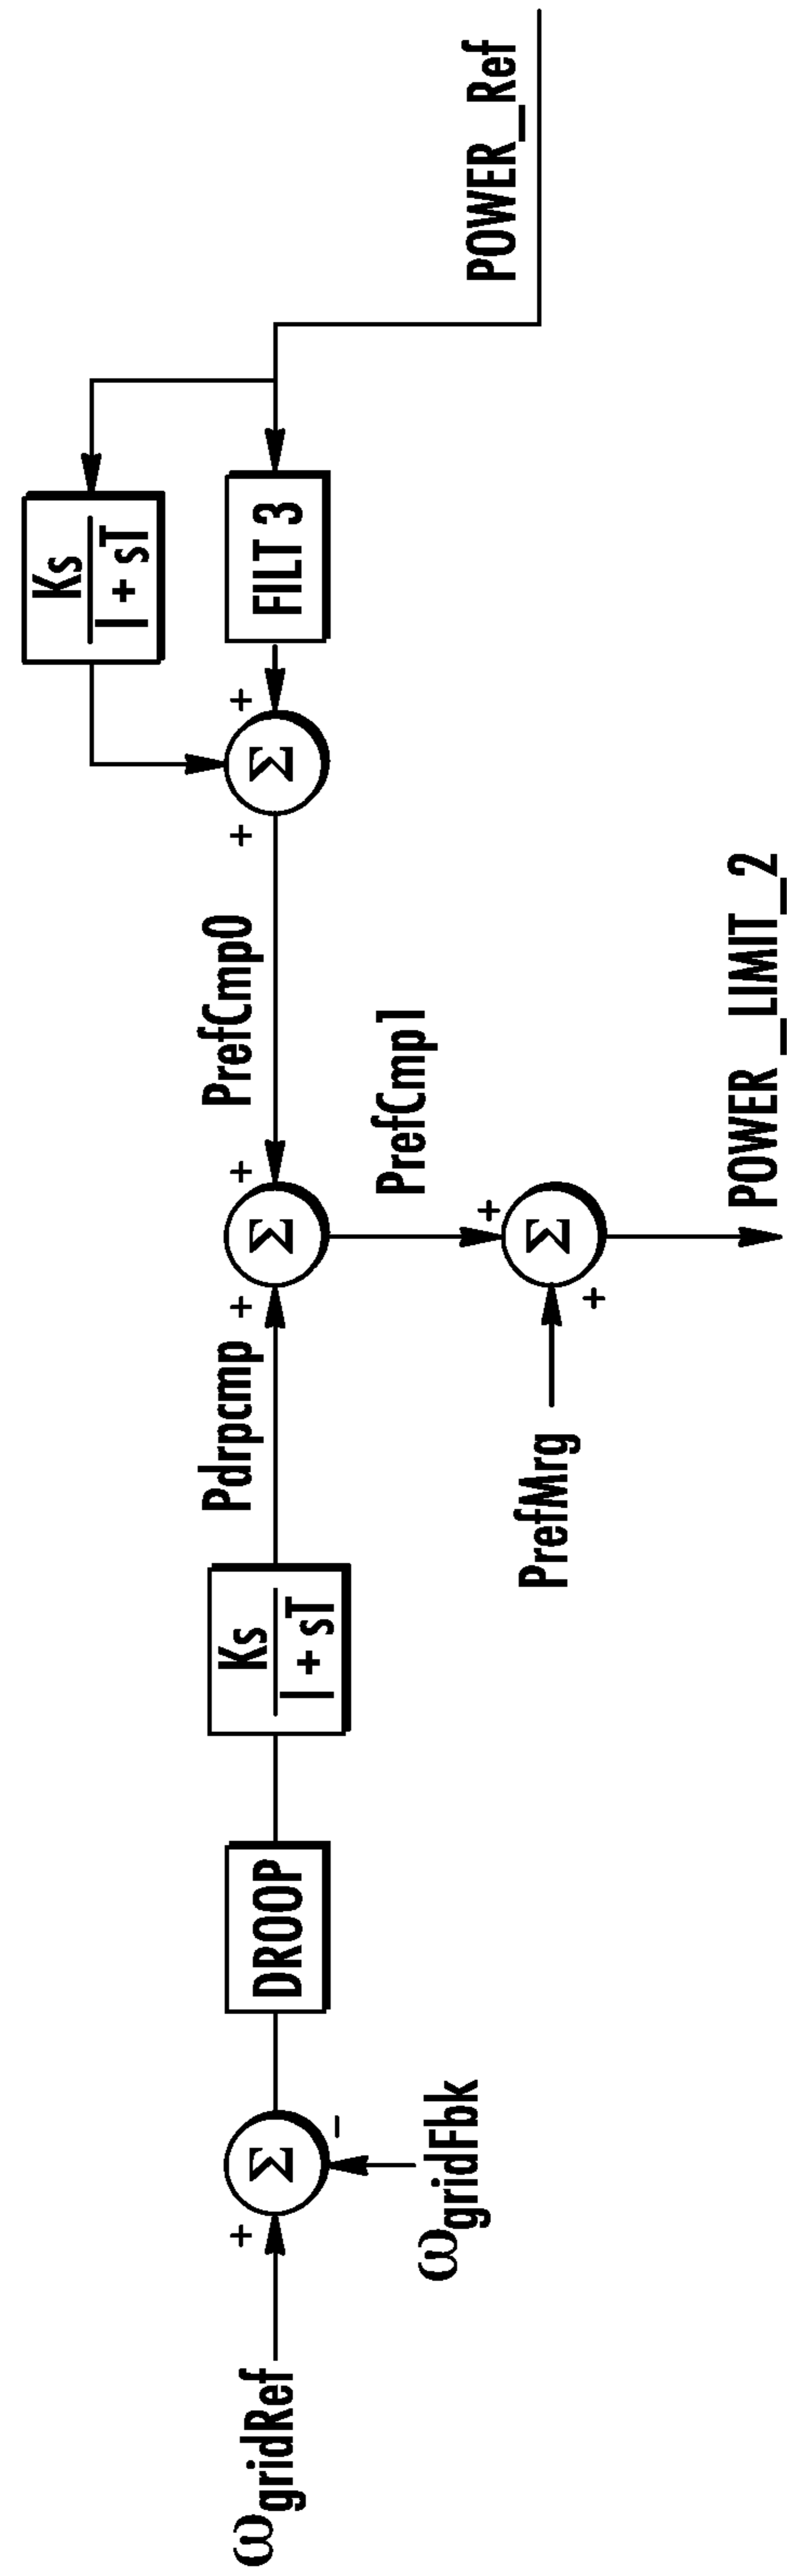 ωgridRef
+
Σ
-
ωgridFbk
DROOP
Ks
1 + sT
Pdrpcmp
+
Σ
+
PrefCmp0
+
Σ
+
Ks
1 + sT
FILT 3
POWER_Ref
PrefCmp1
PrefMrg
+
Σ
+
POWER_LIMIT_2